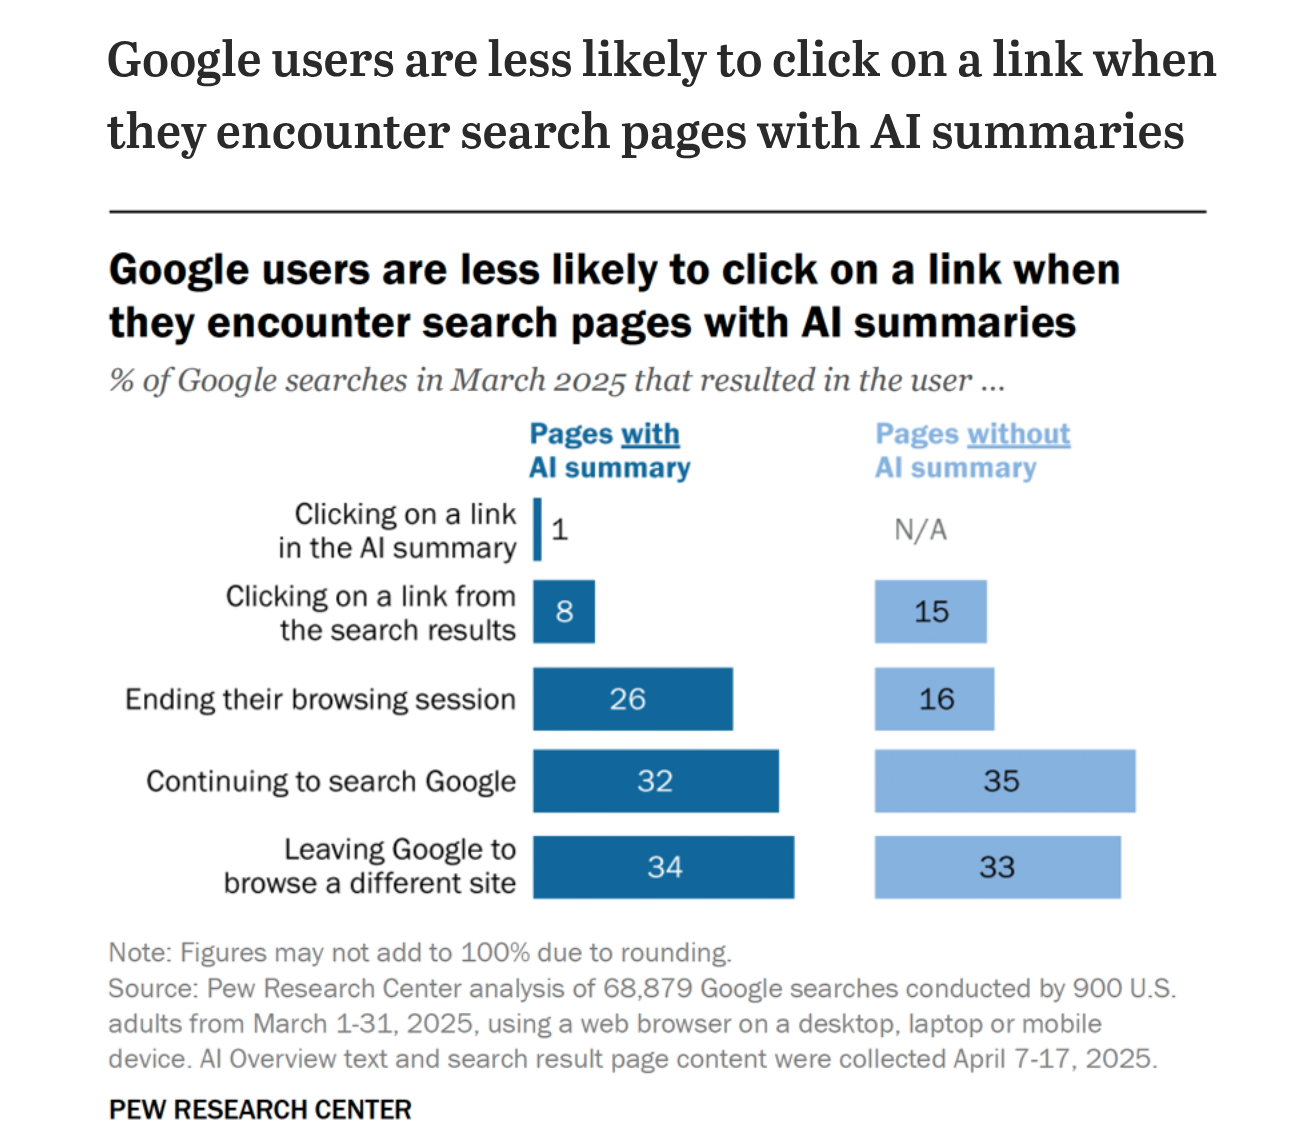 Google users are less likely to click on a link when
they encounter search pages with AI summaries
Google users are less likely to click on a link when
they encounter search pages with AI summaries
% of Google searches in March 2025 that resulted in the user ...
Pages with
AI summary
Pages without
AI summary
Clicking on a link
in the AI summary
1
N/A
Clicking on a link from
the search results
8
15
Ending their browsing session
26
16
Continuing to search Google
32
35
Leaving Google to
browse a different site
34
33
Note: Figures may not add to 100% due to rounding.
Source: Pew Research Center analysis of 68,879 Google searches conducted by 900 U.S.
adults from March 1-31, 2025, using a web browser on a desktop, laptop or mobile
device. AI Overview text and search result page content were collected April 7-17, 2025.
PEW RESEARCH CENTER